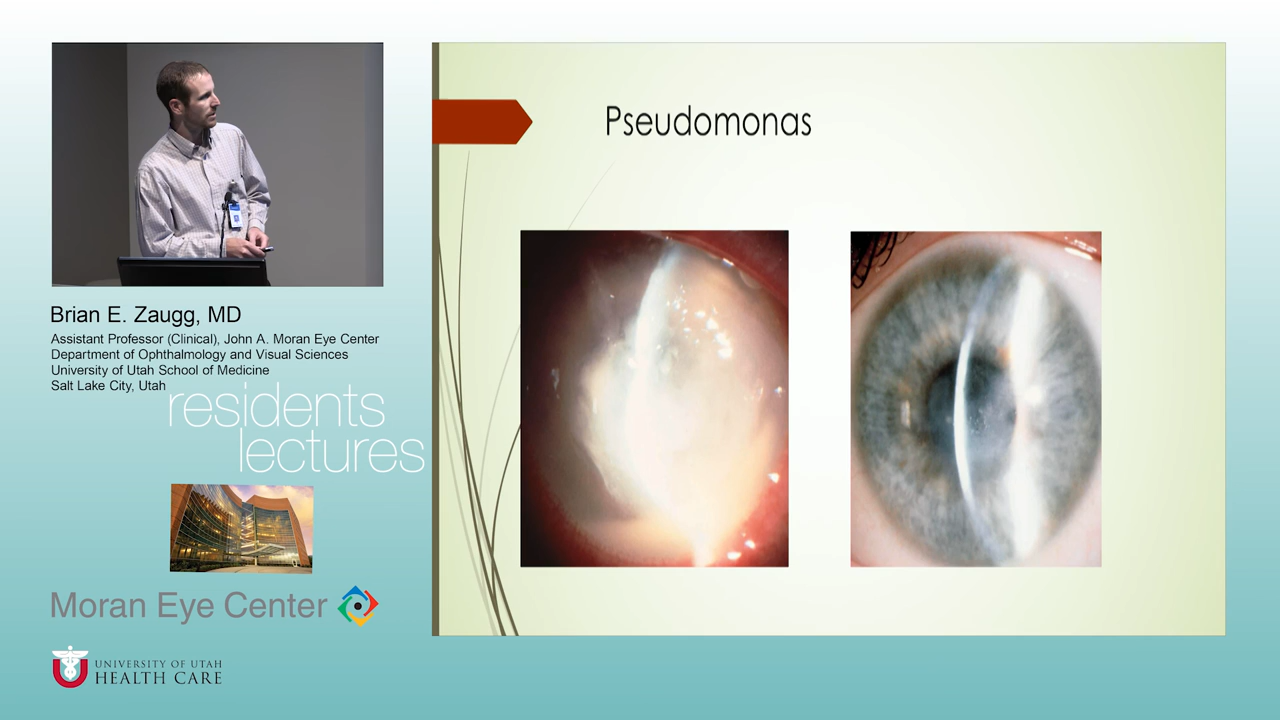 Pseudomonas
Brian E. Zaugg, MD
Assistant Professor (Clinical), John A. Moran Eye Center
Department of Ophthalmology and Visual Sciences
University of Utah School of Medicine
Salt Lake City, Utah
residents
lectures
Moran Eye Center
UNIVERSITY OF UTAH
HEALTH CARE